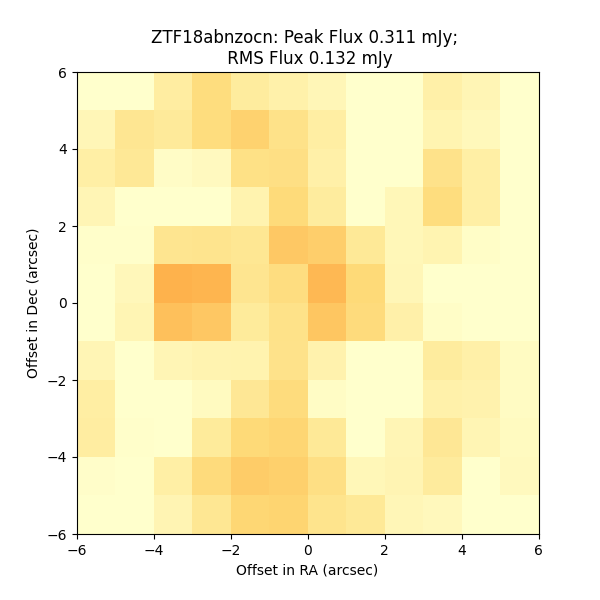 ZTF18abnzocn: Peak Flux 0.311 mJy;
RMS Flux 0.132 mJy
6
4
2
0
−2
−4
−6
Offset in Dec (arcsec)
−6 −4 −2 0 2 4 6
Offset in RA (arcsec)